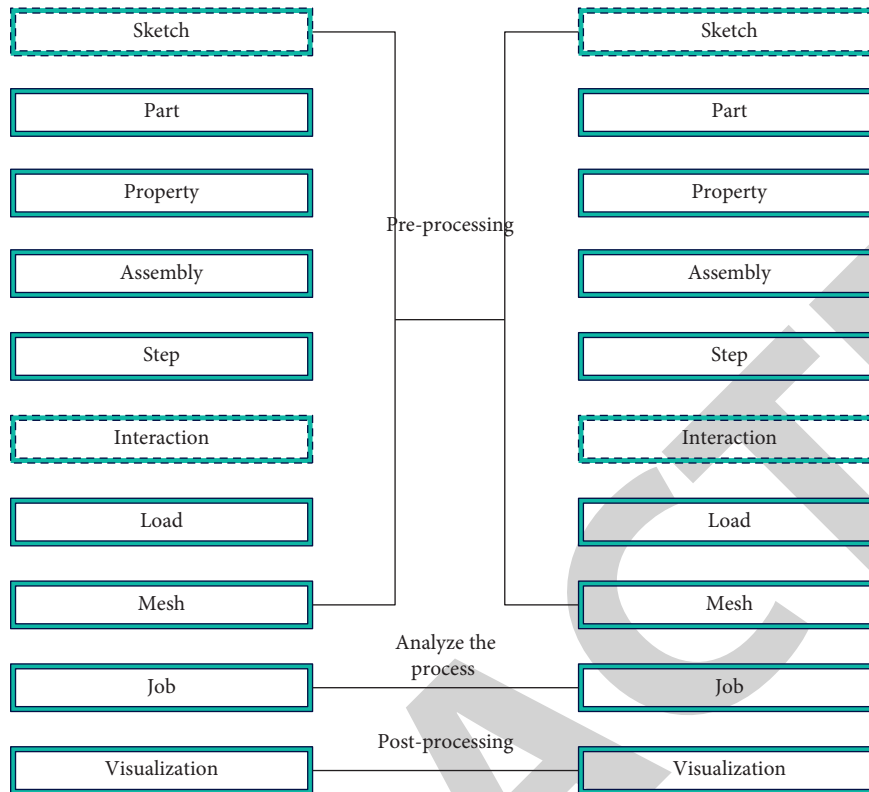 Sketch
Part
Property
Assembly
Step
Interaction
Load
Mesh
Job
Visualization
Pre-processing
Analyze the
process
Post-processing
Sketch
Part
Property
Assembly
Step
Interaction
Load
Mesh
Job
Visualization